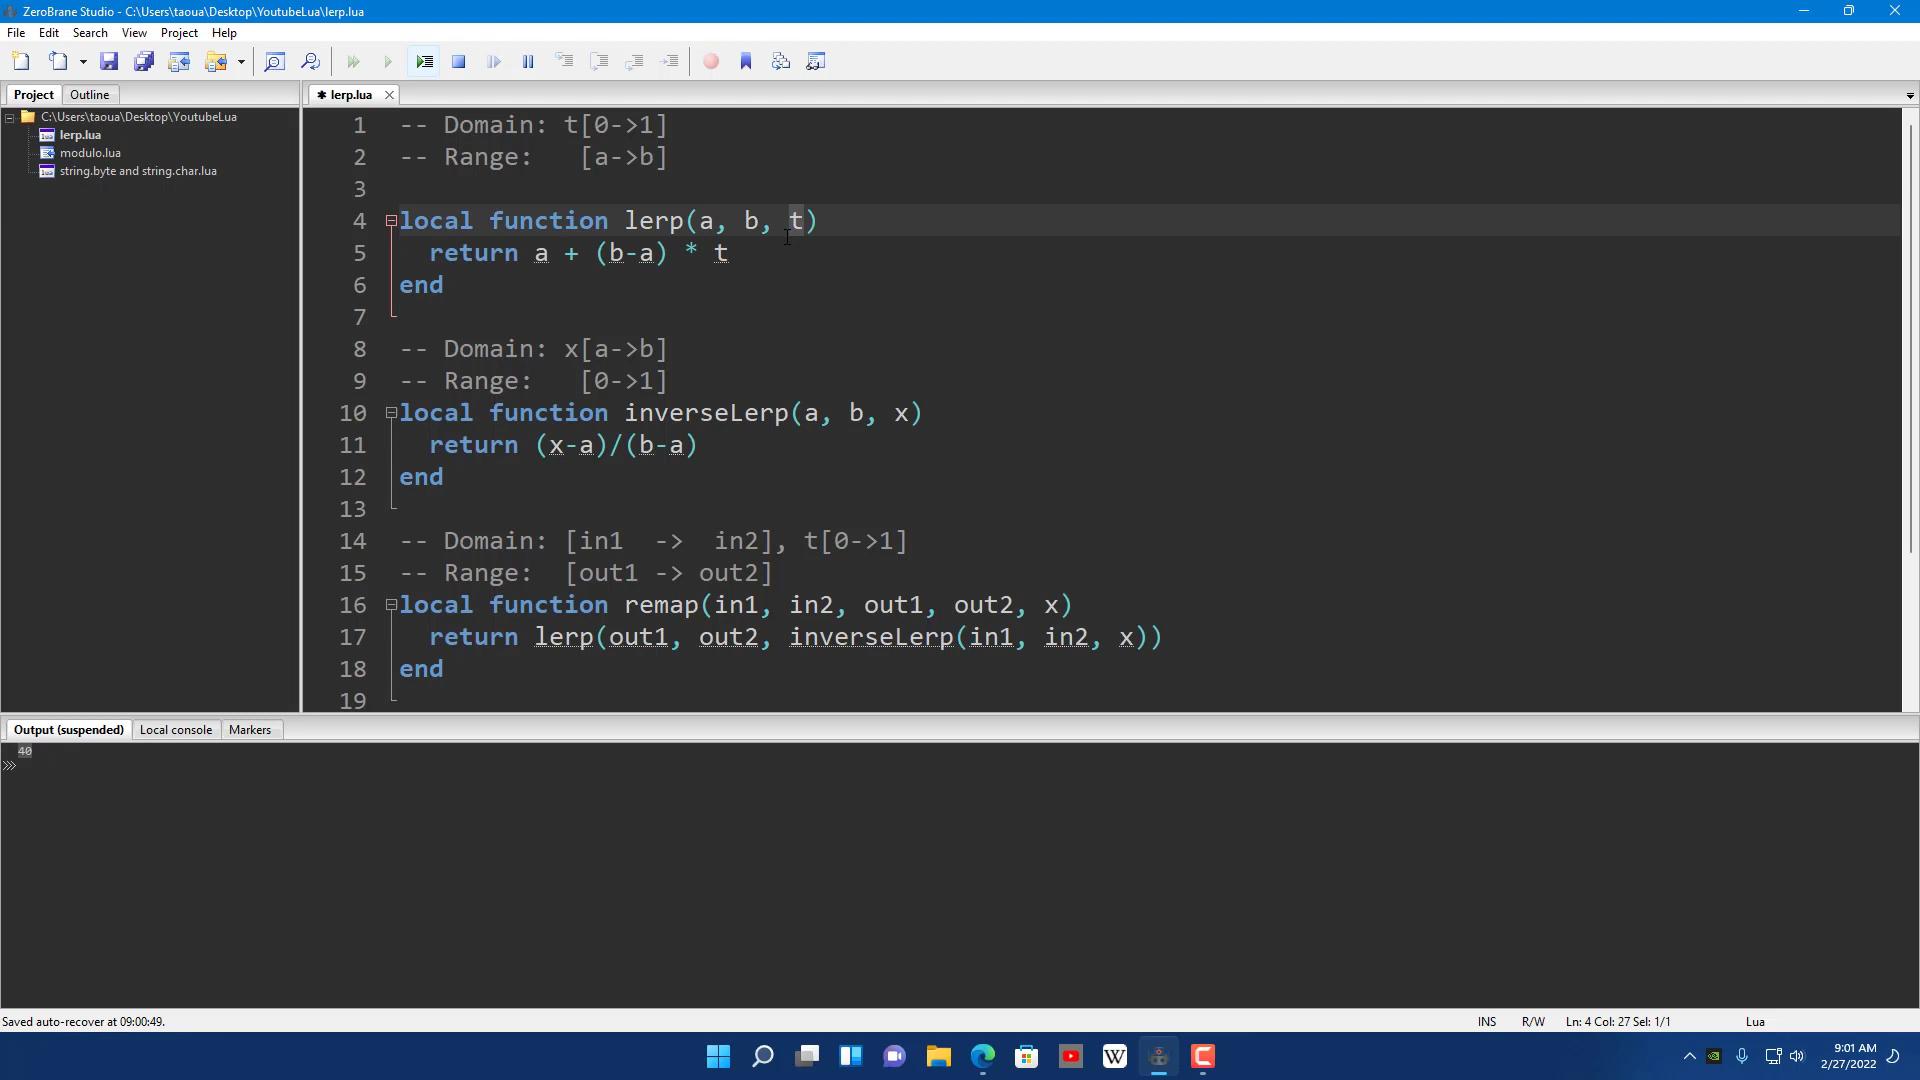 ZeroBrane Studio - C:\Users\taoua\Desktop\YoutubeLua\lerp.lua
File Edit Search View Project Help
Project Outline
C:\Users\taoua\Desktop\YoutubeLua
lerp.lua
modulo.lua
string.byte and string.char.lua
✱ lerp.lua
1 -- Domain: t[0->1]
2 -- Range:   [a->b]
3
4 local function lerp(a, b, t)
5   return a + (b-a) * t
6 end
7
8 -- Domain: x[a->b]
9 -- Range:   [0->1]
10 local function inverseLerp(a, b, x)
11   return (x-a)/(b-a)
12 end
13
14 -- Domain: [in1  ->  in2], t[0->1]
15 -- Range:  [out1 -> out2]
16 local function remap(in1, in2, out1, out2, x)
17   return lerp(out1, out2, inverseLerp(in1, in2, x))
18 end
19
Output (suspended) Local console Markers
40
Saved auto-recover at 09:00:49.
INS R/W Ln: 4 Col: 27 Sel: 1/1 Lua
W
9:01 AM
2/27/2022